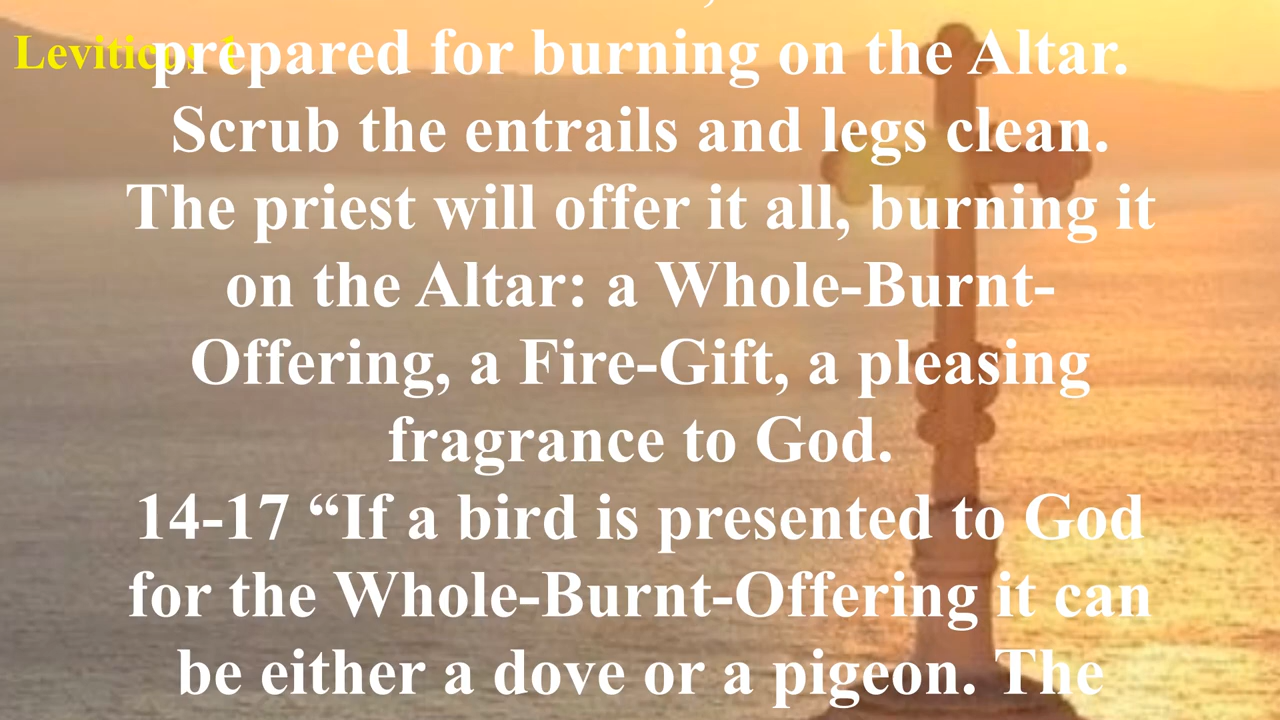 Leviticus 1
prepared for burning on the Altar.
Scrub the entrails and legs clean.
The priest will offer it all, burning it
on the Altar: a Whole-Burnt-
Offering, a Fire-Gift, a pleasing
fragrance to God.
14-17 “If a bird is presented to God
for the Whole-Burnt-Offering it can
be either a dove or a pigeon. The